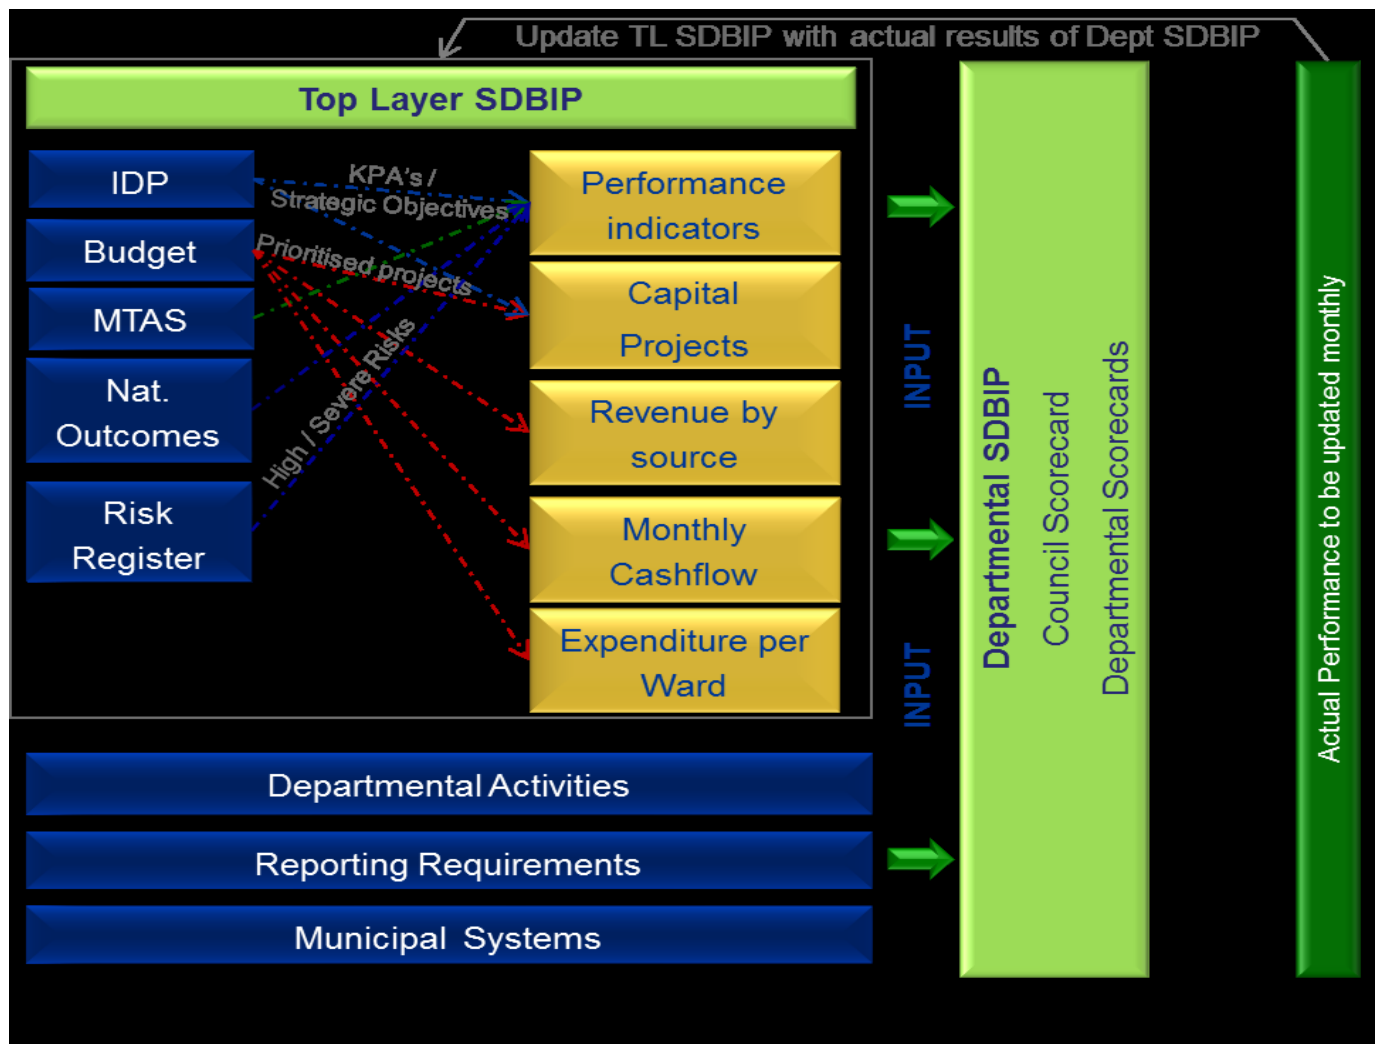 Update TL SDBIP with actual results of Dept SDBIP
Top Layer SDBIP
IDP
Budget
MTAS
Nat.
Outcomes
Risk
Register
KPA's /
Strategic Objectives
Prioritised projects
High / Severe Risks
Performance
indicators
Capital
Projects
Revenue by
source
Monthly
Cashflow
Expenditure per
Ward
INPUT
INPUT
Departmental SDBIP
Council Scorecard
Departmental Scorecards
Actual Performance to be updated monthly
Departmental Activities
Reporting Requirements
Municipal Systems